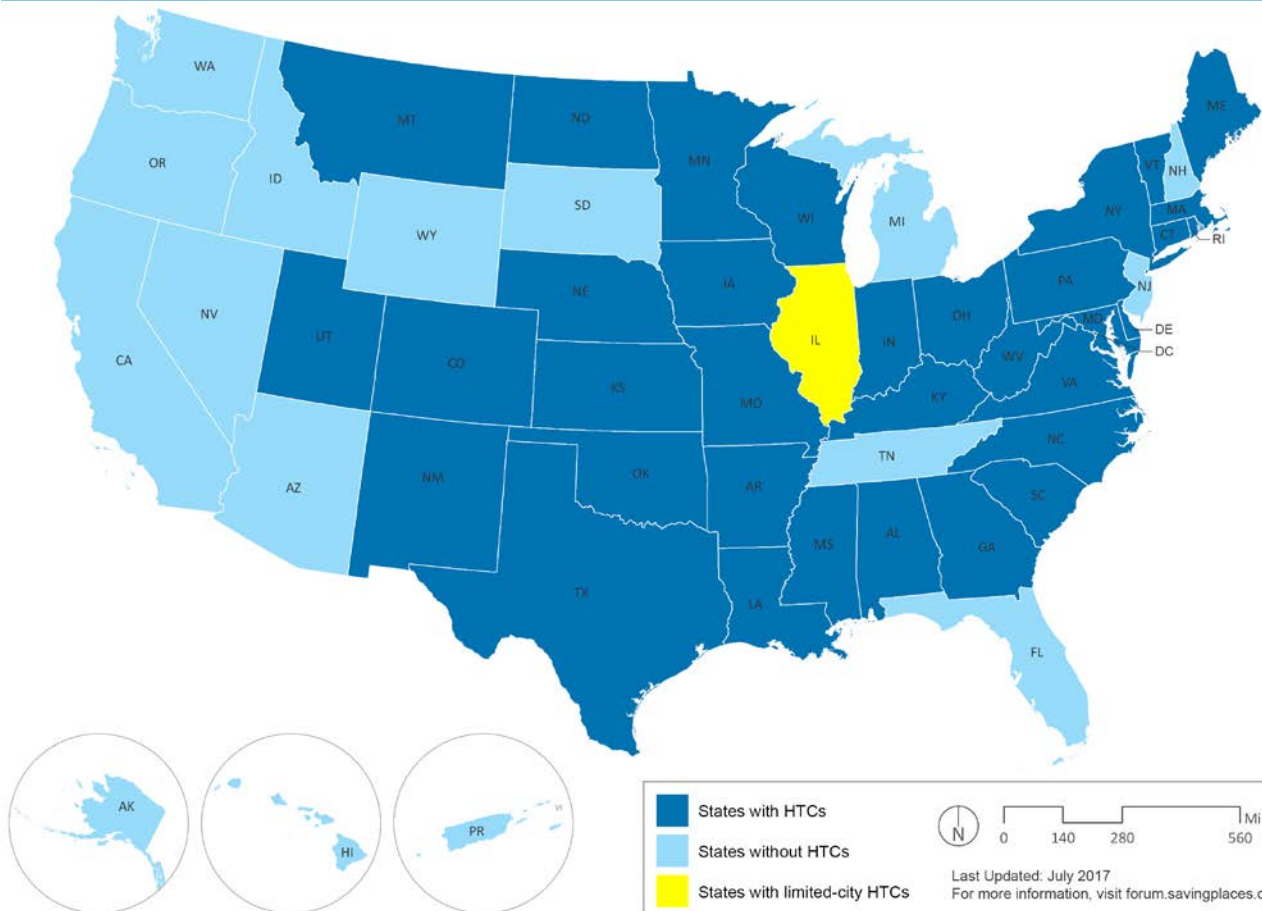 WA
MT
ND
MN
ME
OR
ID
SD
WI
MI
VT
NH
NY
MA
CT
RI
WY
IA
NE
PA
NJ
NV
UT
CO
IL
IN
OH
MD
DE
DC
CA
KS
MO
WV
VA
KY
AZ
NM
OK
AR
TN
NC
SC
MS
AL
GA
TX
LA
FL
AK
HI
PR
VI
States with HTCs
States without HTCs
States with limited-city HTCs
N
0 140 280 560
Mi
Last Updated: July 2017
For more information, visit forum.savingplaces.c